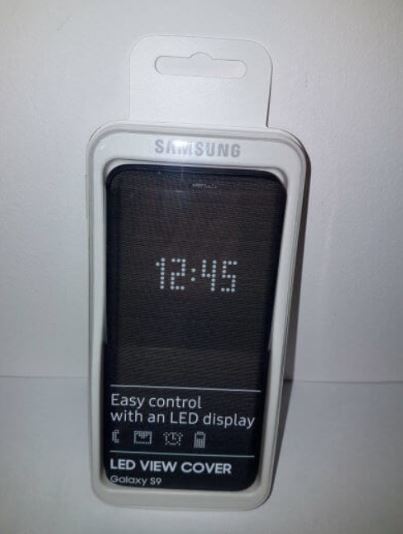 SAMSUNG
12:45
Easy control
with an LED display
LED VIEW COVER
Galaxy S9